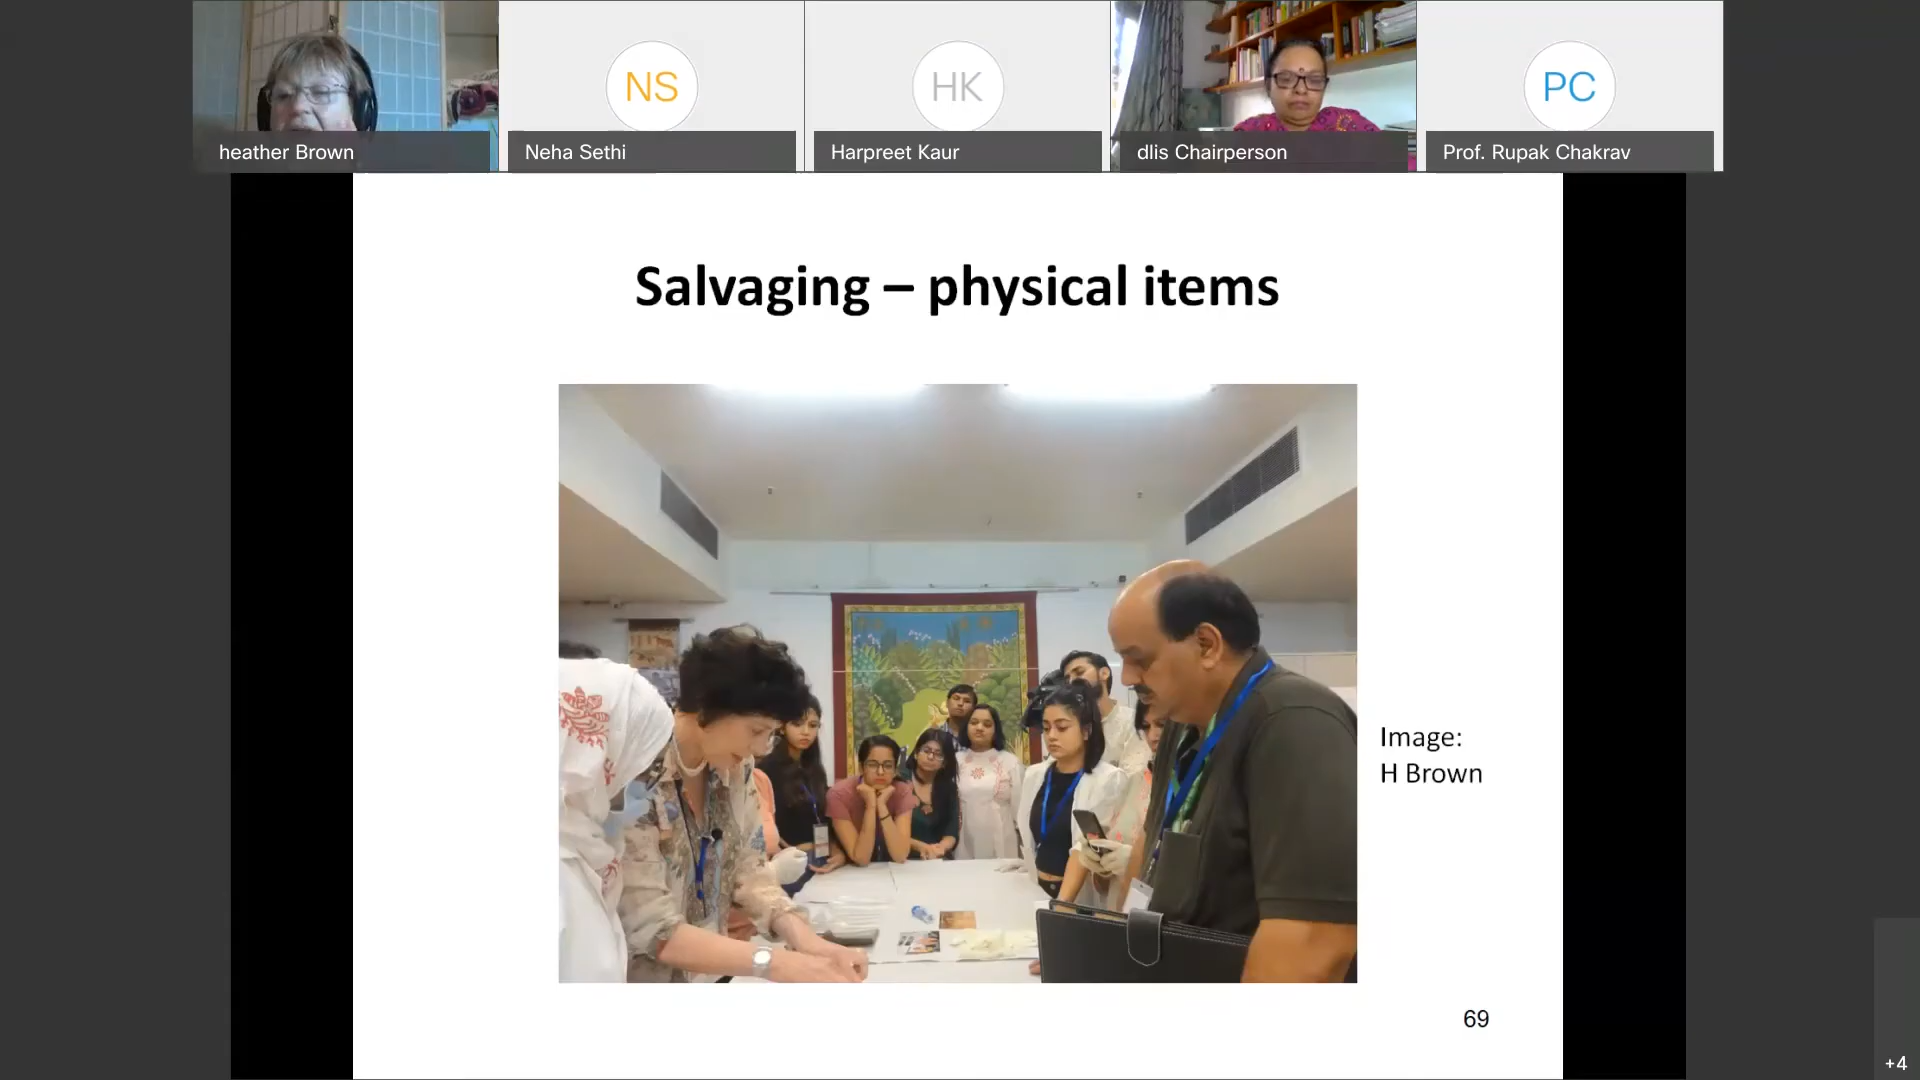 NS
HK
PC
heather Brown
Neha Sethi
Harpreet Kaur
dlis Chairperson
Prof. Rupak Chakrav
Salvaging – physical items
Image:
H Brown
69
+4